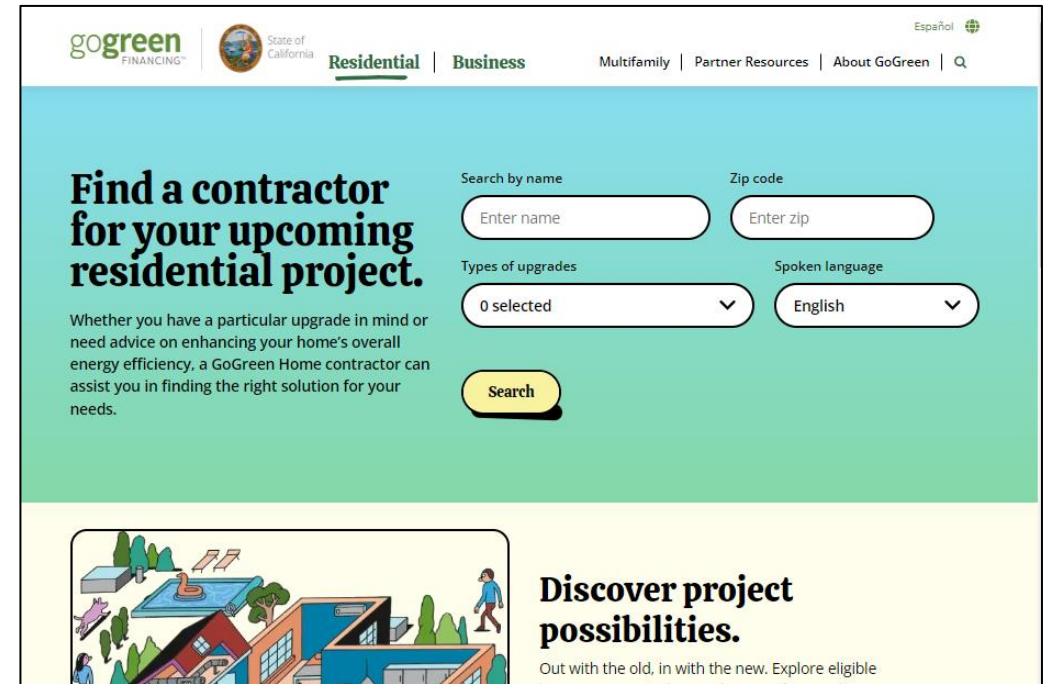 Español
gogreen
FINANCING™
State of
California
Residential
Business
Multifamily
Partner Resources
About GoGreen
Find a contractor
for your upcoming
residential project.
Whether you have a particular upgrade in mind or
need advice on enhancing your home's overall
energy efficiency, a GoGreen Home contractor can
assist you in finding the right solution for your
needs.
Search by name
Zip code
Enter name
Enter zip
Types of upgrades
Spoken language
0 selected
English
Search
Discover project
possibilities.
Out with the old, in with the new. Explore eligible